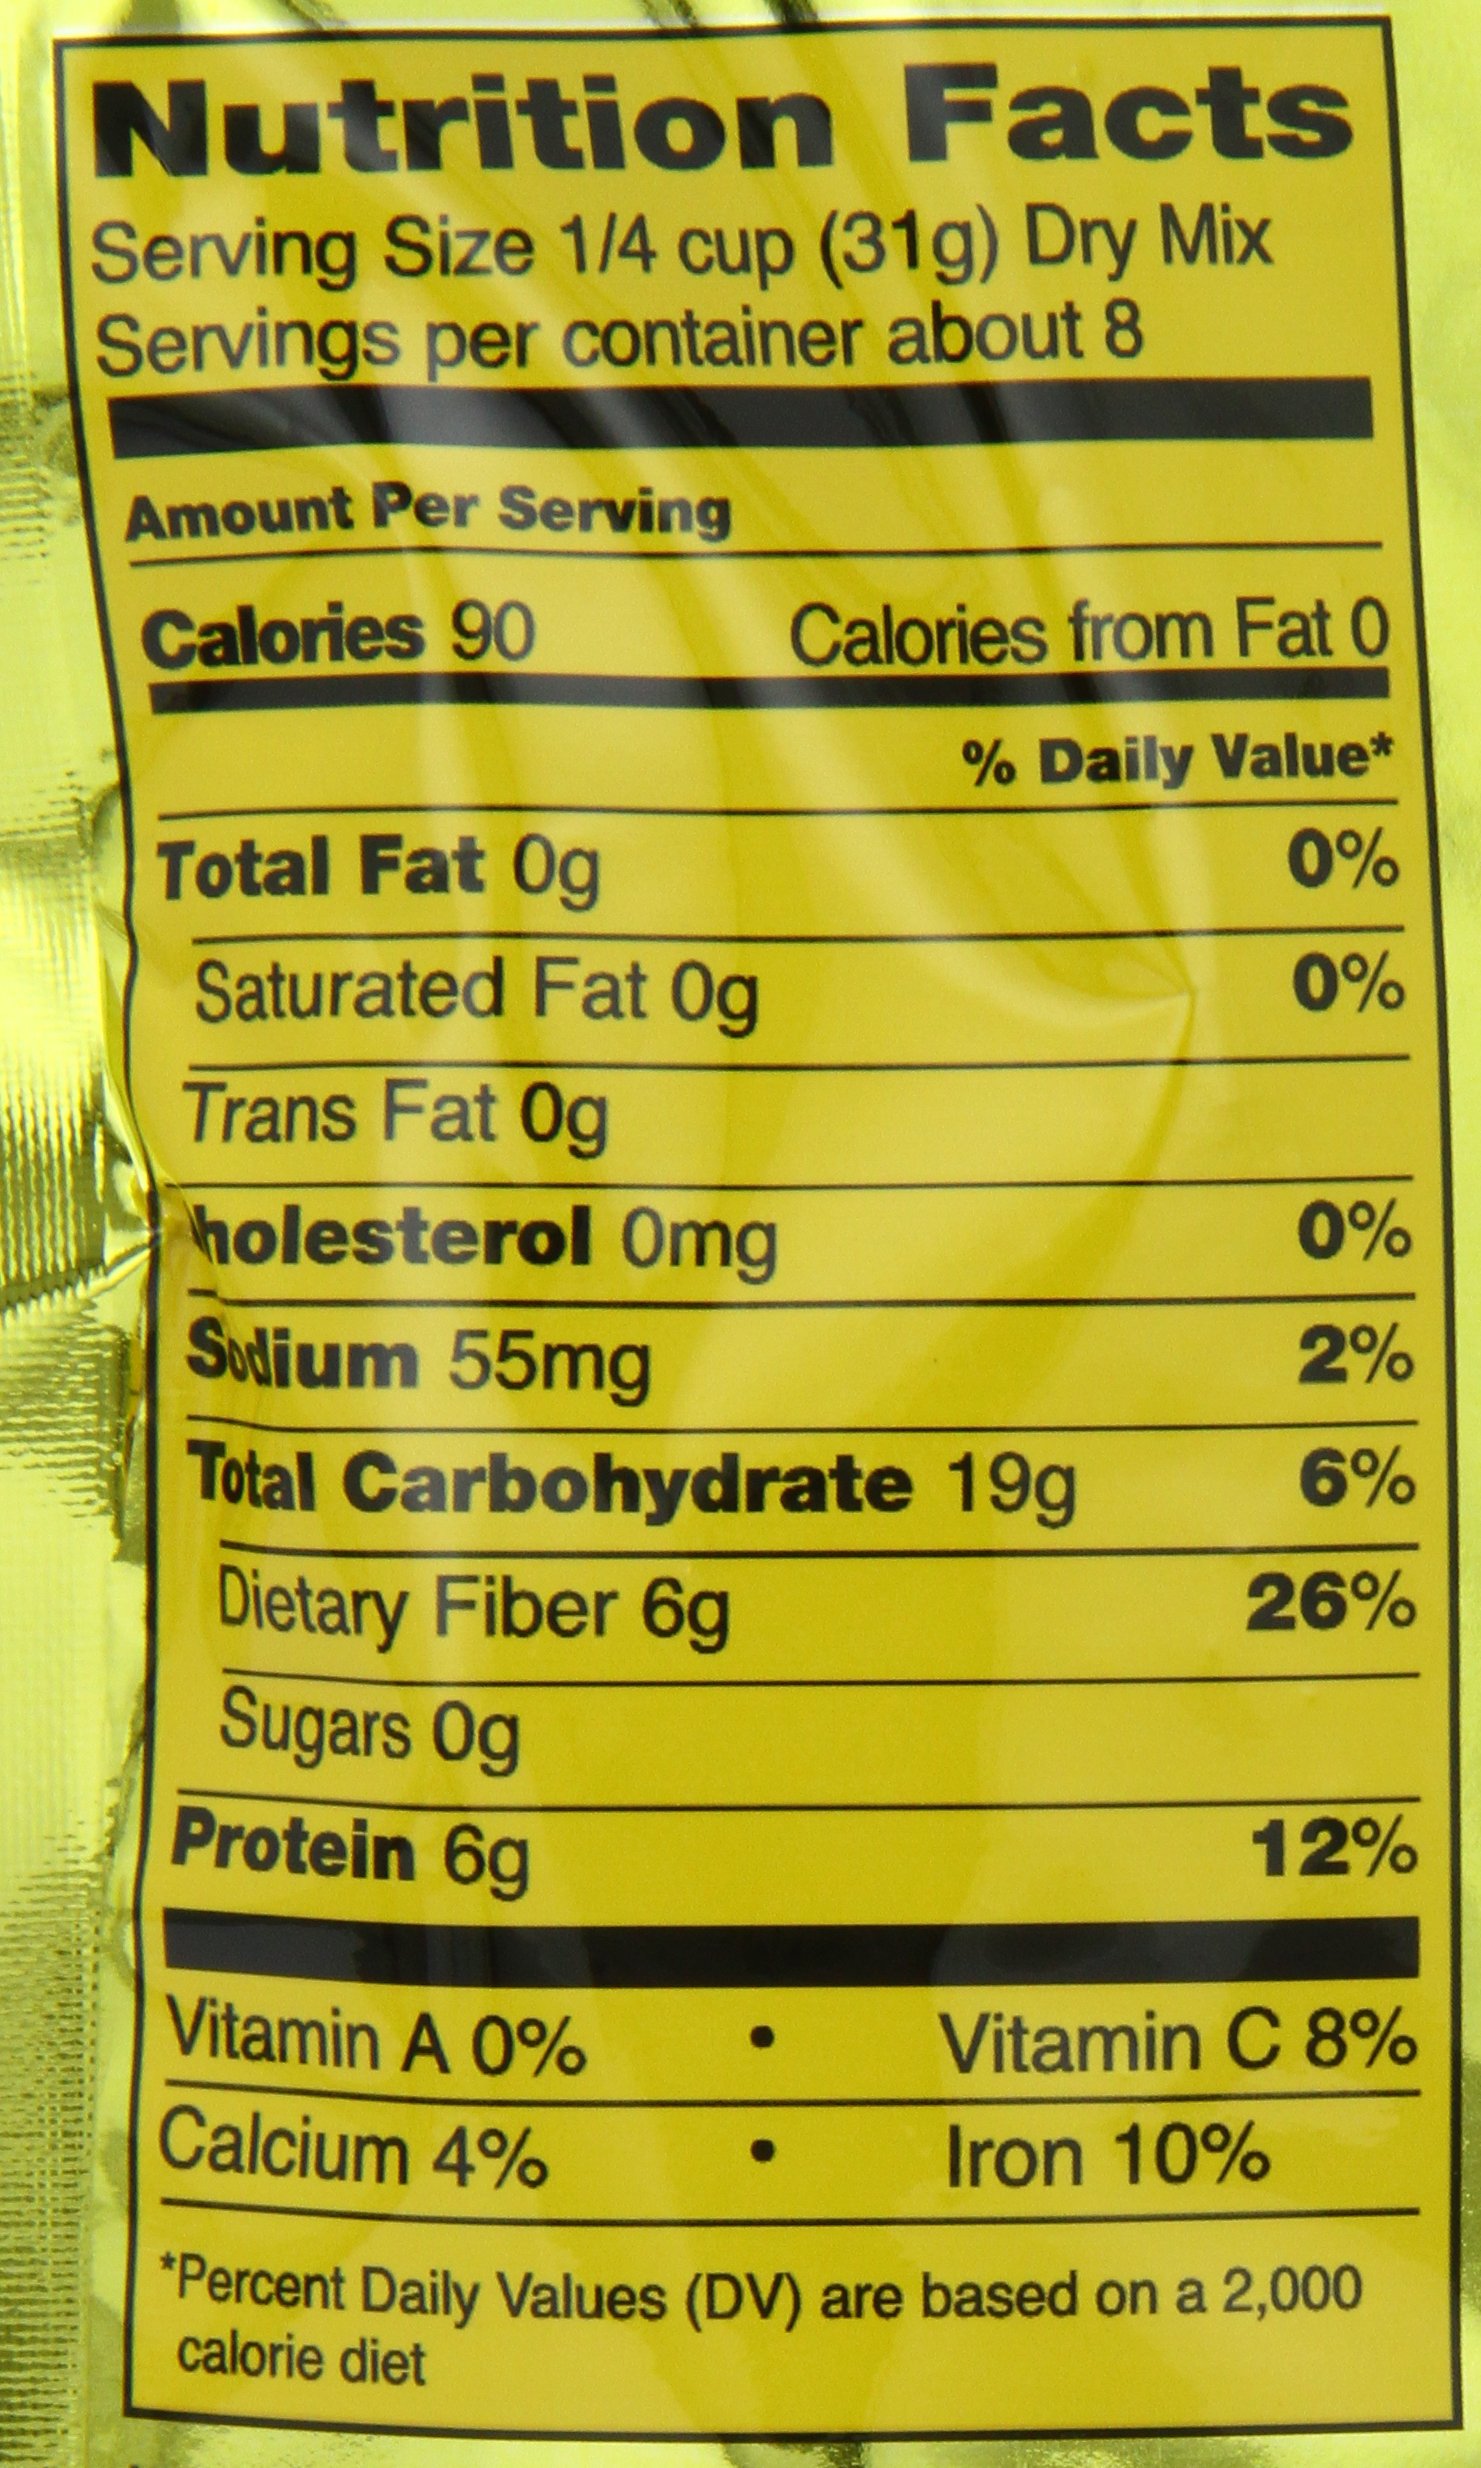 Nutrition Facts
Serving Size 1/4 cup (31g) Dry Mix
Servings per container about 8
Amount Per Serving
Calories 90 Calories from Fat 0
% Daily Value*
Total Fat 0g 0%
Saturated Fat 0g 0%
Trans Fat 0g
holesterol 0mg 0%
Sodium 55mg 2%
Total Carbohydrate 19g 6%
Dietary Fiber 6g 26%
Sugars 0g
Protein 6g 12%
Vitamin A 0% • Vitamin C 8%
Calcium 4% • Iron 10%
*Percent Daily Values (DV) are based on a 2,000
calorie diet